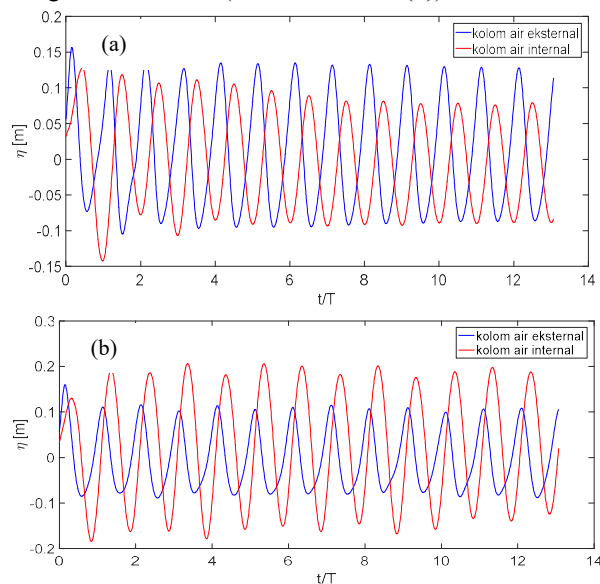 (a)
kolom air eksternal
kolom air internal
η [m]
0.2
0.15
0.1
0.05
0
-0.05
-0.1
-0.15
0 2 4 6 8 10 12 14
t/T
(b)
kolom air eksternal
kolom air internal
η [m]
0.3
0.2
0.1
0
-0.1
-0.2
0 2 4 6 8 10 12 14
t/T